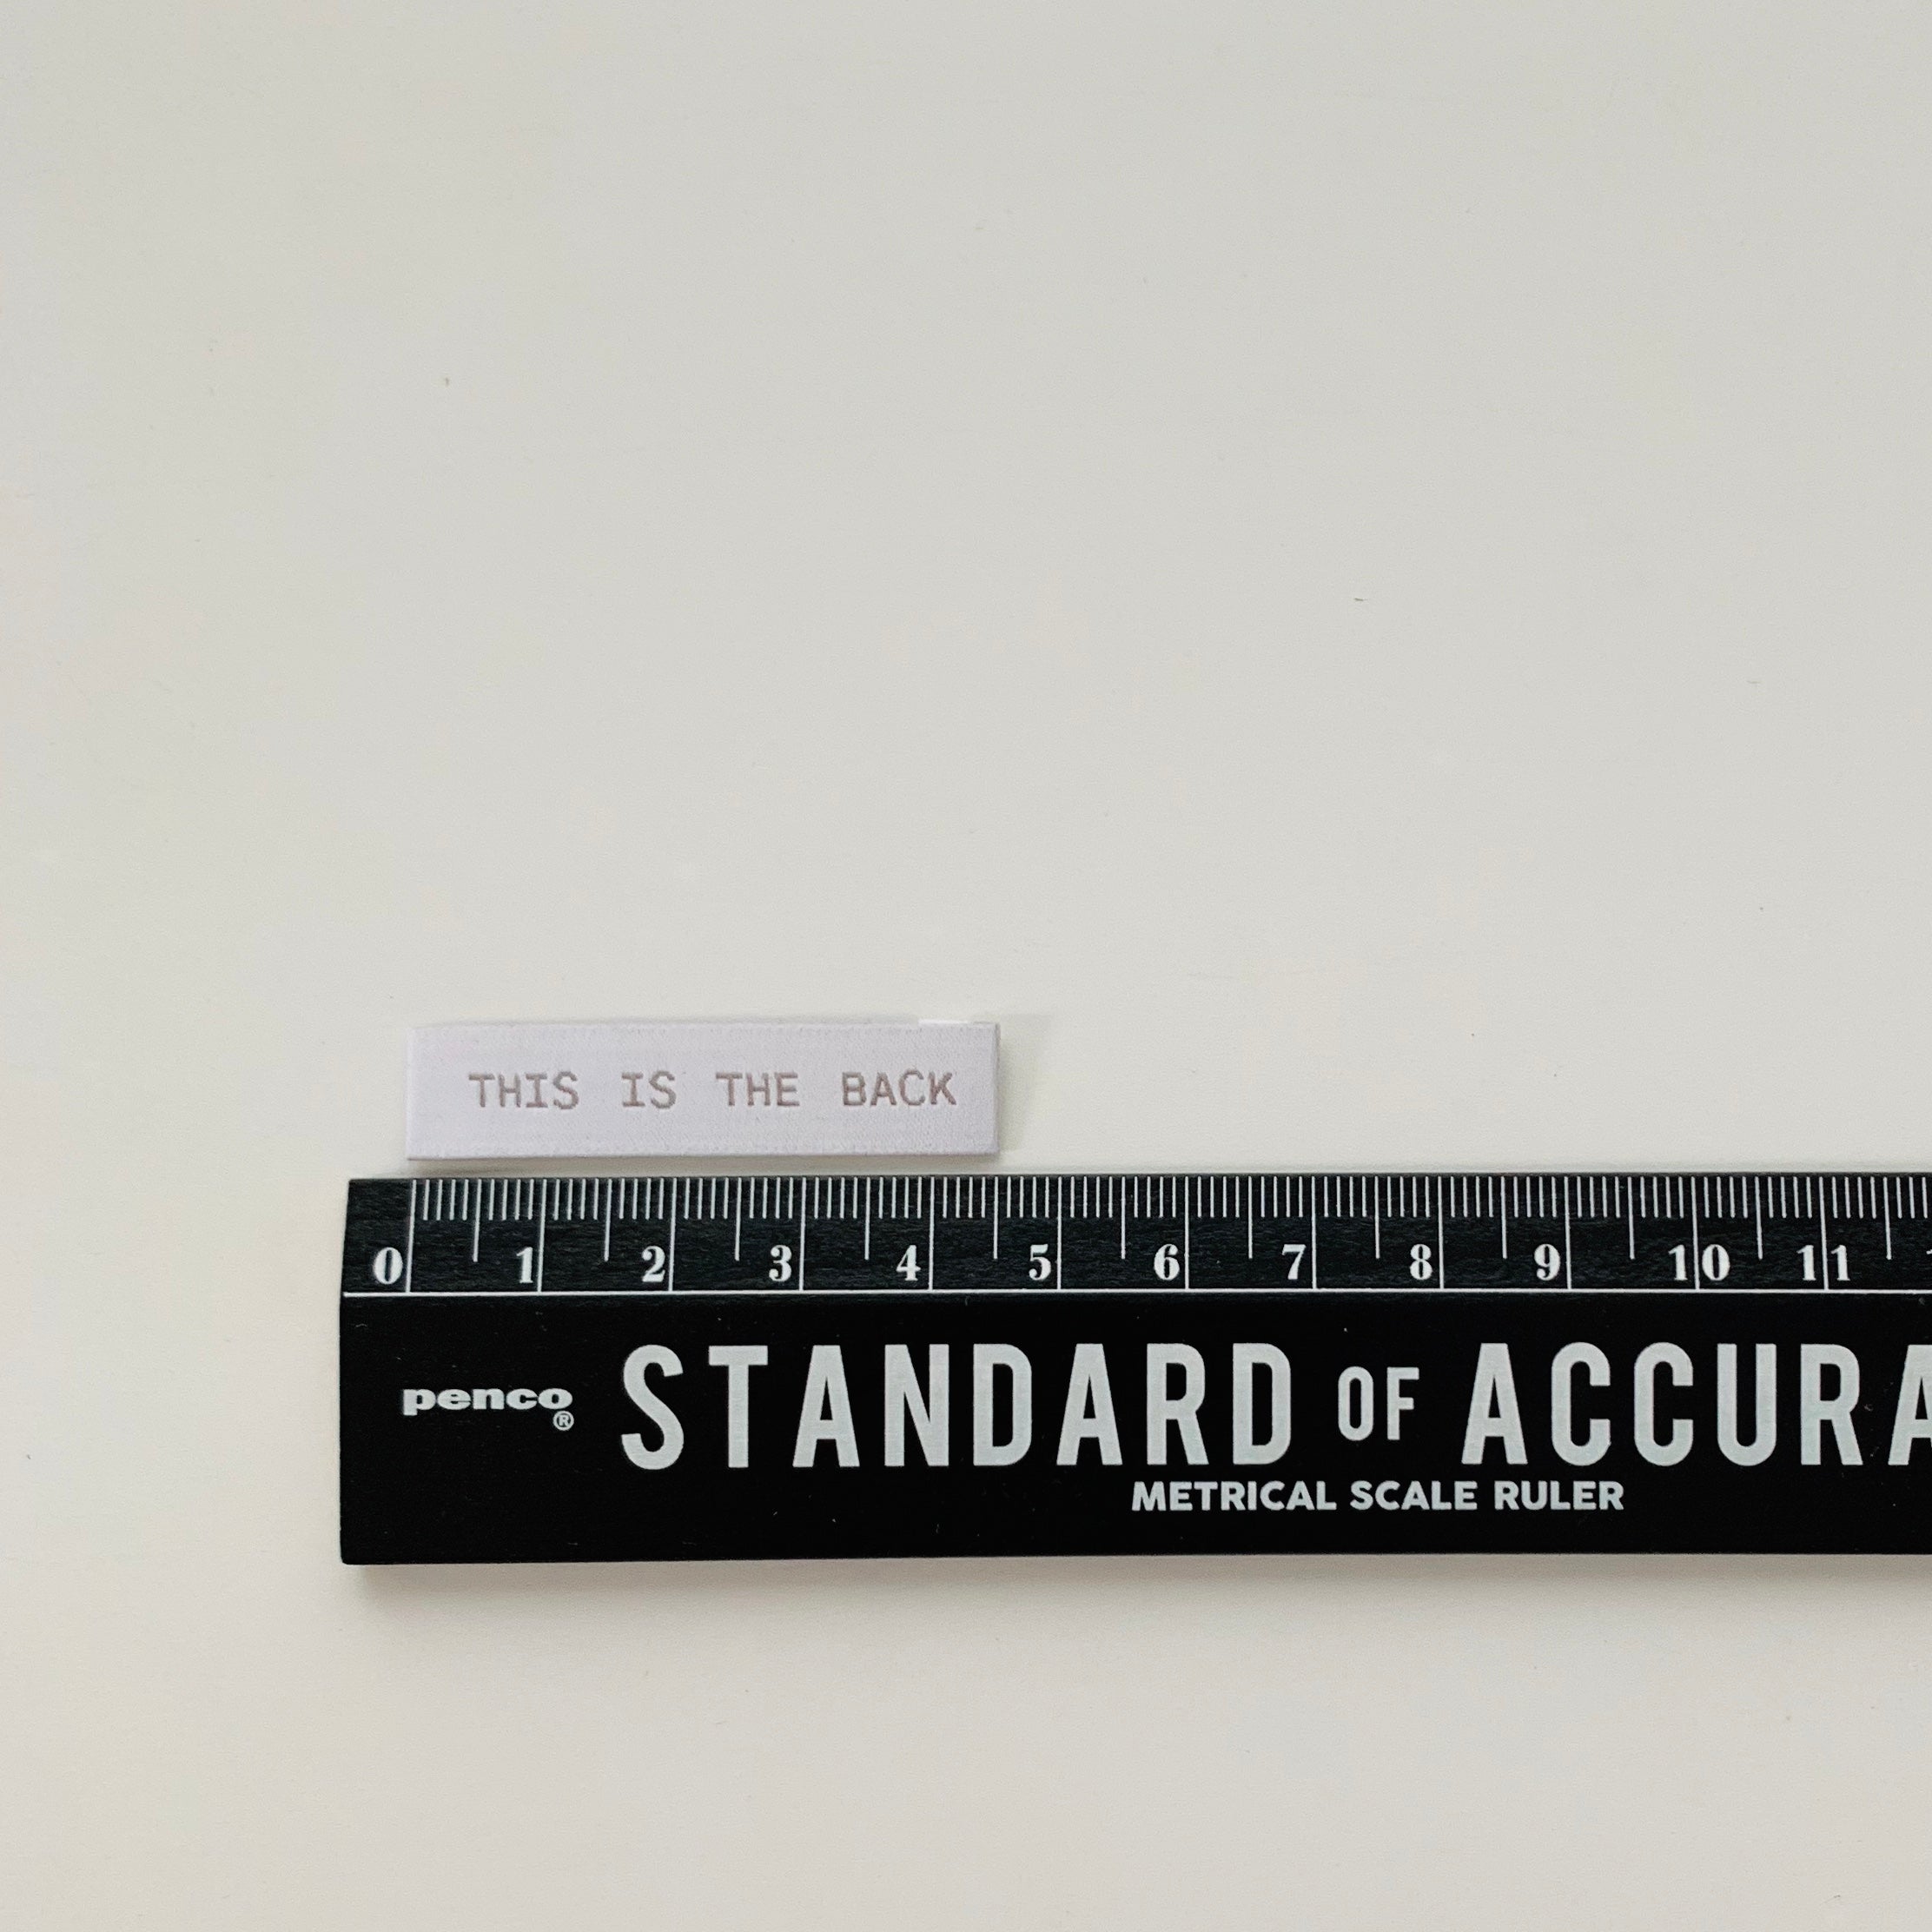 THIS IS THE BACK
0 1 2 3 4 5 6 7 8 9 10 11
penco® STANDARD OF ACCURA
METRICAL SCALE RULER